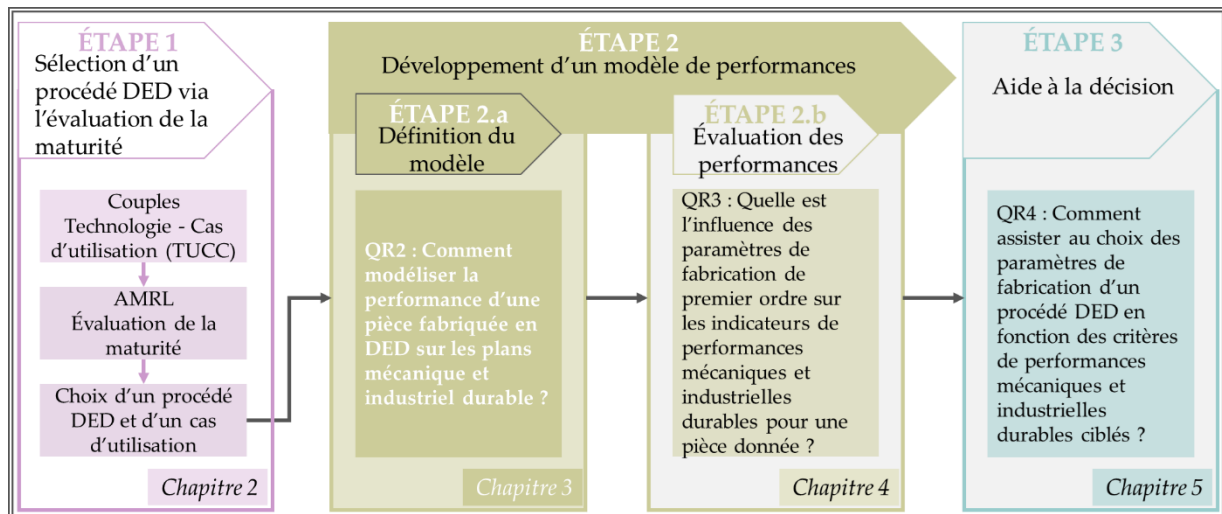 ÉTAPE 1
Sélection d’un
procédé DED via
l’évaluation de la
maturité
Couples
Technologie - Cas
d’utilisation (TUCC)
AMRL
Évaluation de la
maturité
Choix d’un procédé
DED et d’un cas
d’utilisation
Chapitre 2
ÉTAPE 2
Développement d’un modèle de performances
ÉTAPE 2.a
Définition du
modèle
QR2 : Comment
modéliser la
performance d’une
pièce fabriquée en
DED sur les plans
mécanique et
industriel durable ?
Chapitre 3
ÉTAPE 2.b
Évaluation des
performances
QR3 : Quelle est
l’influence des
paramètres de
fabrication de
premier ordre sur
les indicateurs de
performances
mécaniques et
industrielles
durables pour une
pièce donnée ?
Chapitre 4
ÉTAPE 3
Aide à la décision
QR4 : Comment
assister au choix des
paramètres de
fabrication d’un
procédé DED en
fonction des critères
de performances
mécaniques et
industrielles
durables ciblés ?
Chapitre 5